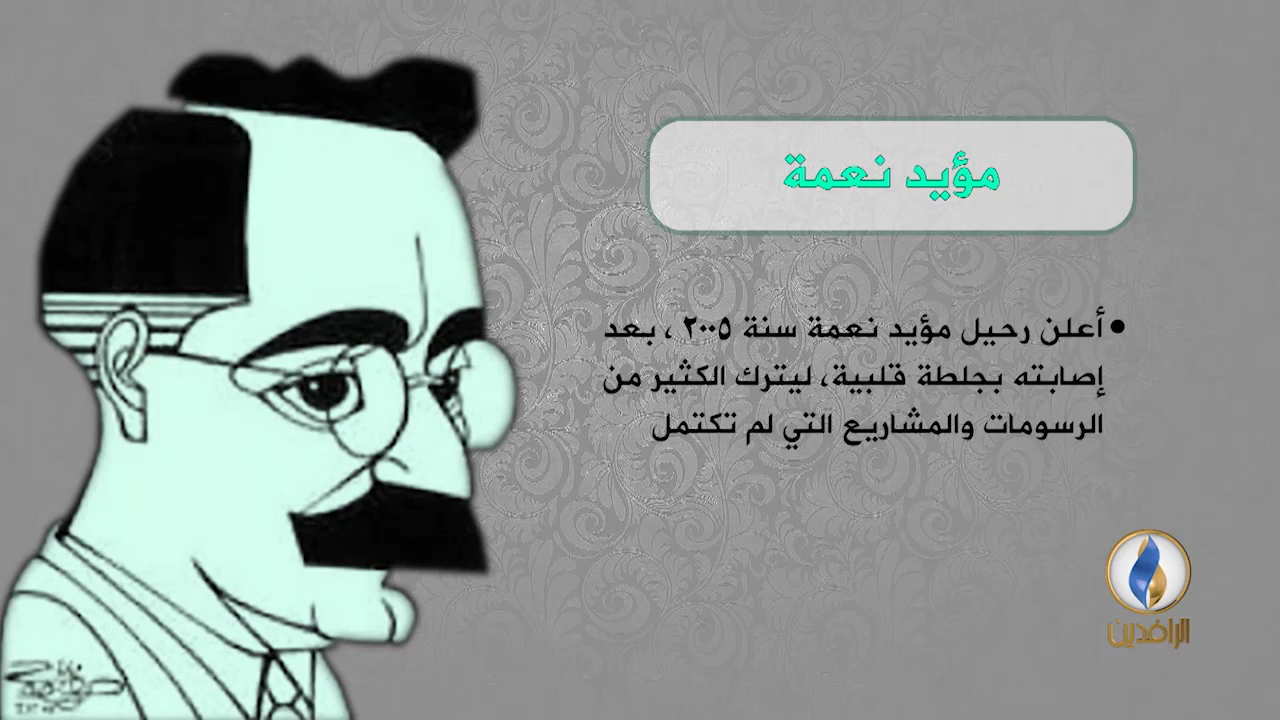 مؤيد نعمة
• أعلن رحيل مؤيد نعمة سنة ٢٠٠٥ ، بعد
إصابته بجلطة قلبية، ليترك الكثير من
الرسومات والمشاريع التي لم تكتمل
الرافدين